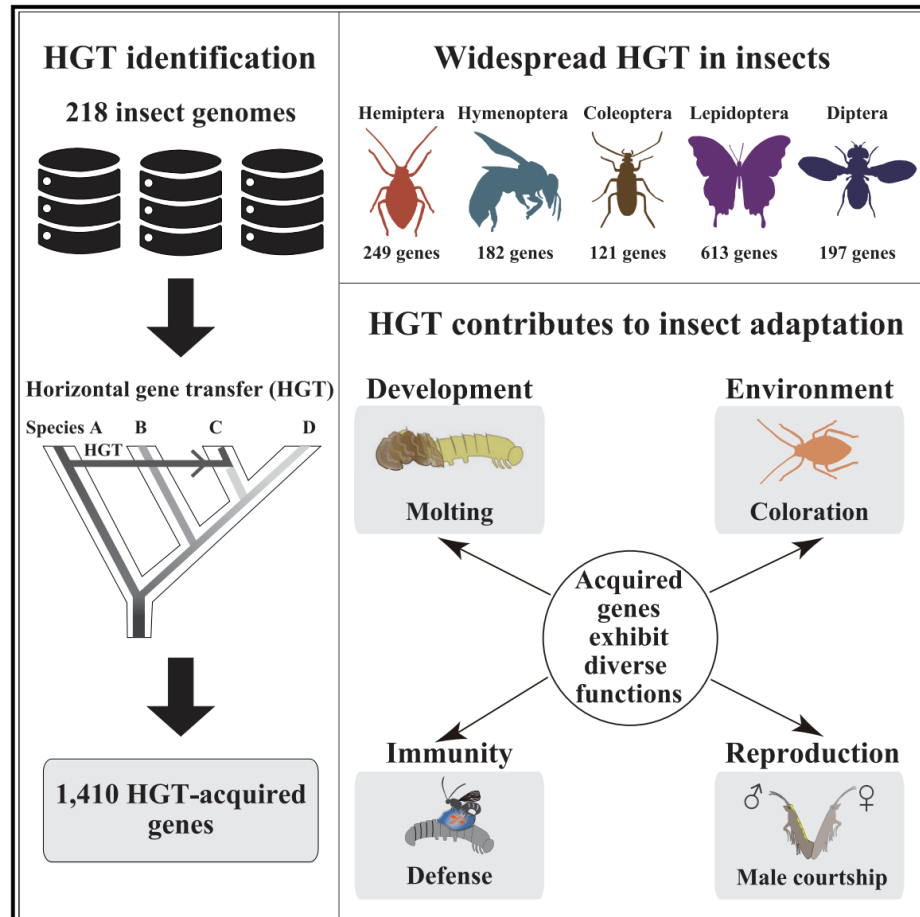 HGT identification
218 insect genomes
Horizontal gene transfer (HGT)
Species A B C D
HGT
1,410 HGT-acquired
genes
Widespread HGT in insects
Hemiptera Hymenoptera Coleoptera Lepidoptera Diptera
249 genes 182 genes 121 genes 613 genes 197 genes
HGT contributes to insect adaptation
Development Environment
Molting Coloration
Acquired
genes
exhibit
diverse
functions
Immunity Reproduction
♂ ♀
Defense Male courtship